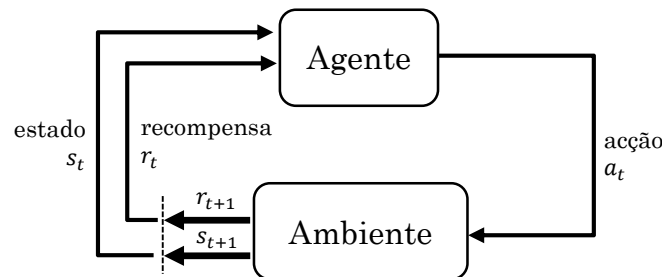 Agente
estado
s_t
recompensa
r_t
acção
a_t
r_{t+1}
s_{t+1}
Ambiente